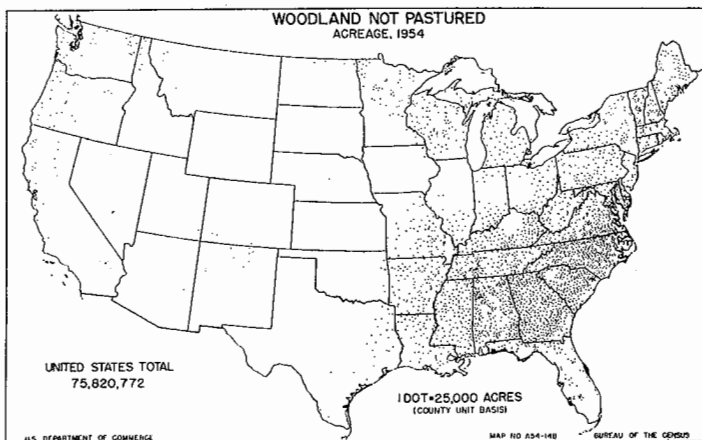 WOODLAND NOT PASTURED
ACREAGE, 1954
UNITED STATES TOTAL
75,820,772
1 DOT=25,000 ACRES
(COUNTY UNIT BASIS)
U.S. DEPARTMENT OF COMMERCE
MAP NO A54-148
BUREAU OF THE CENSUS